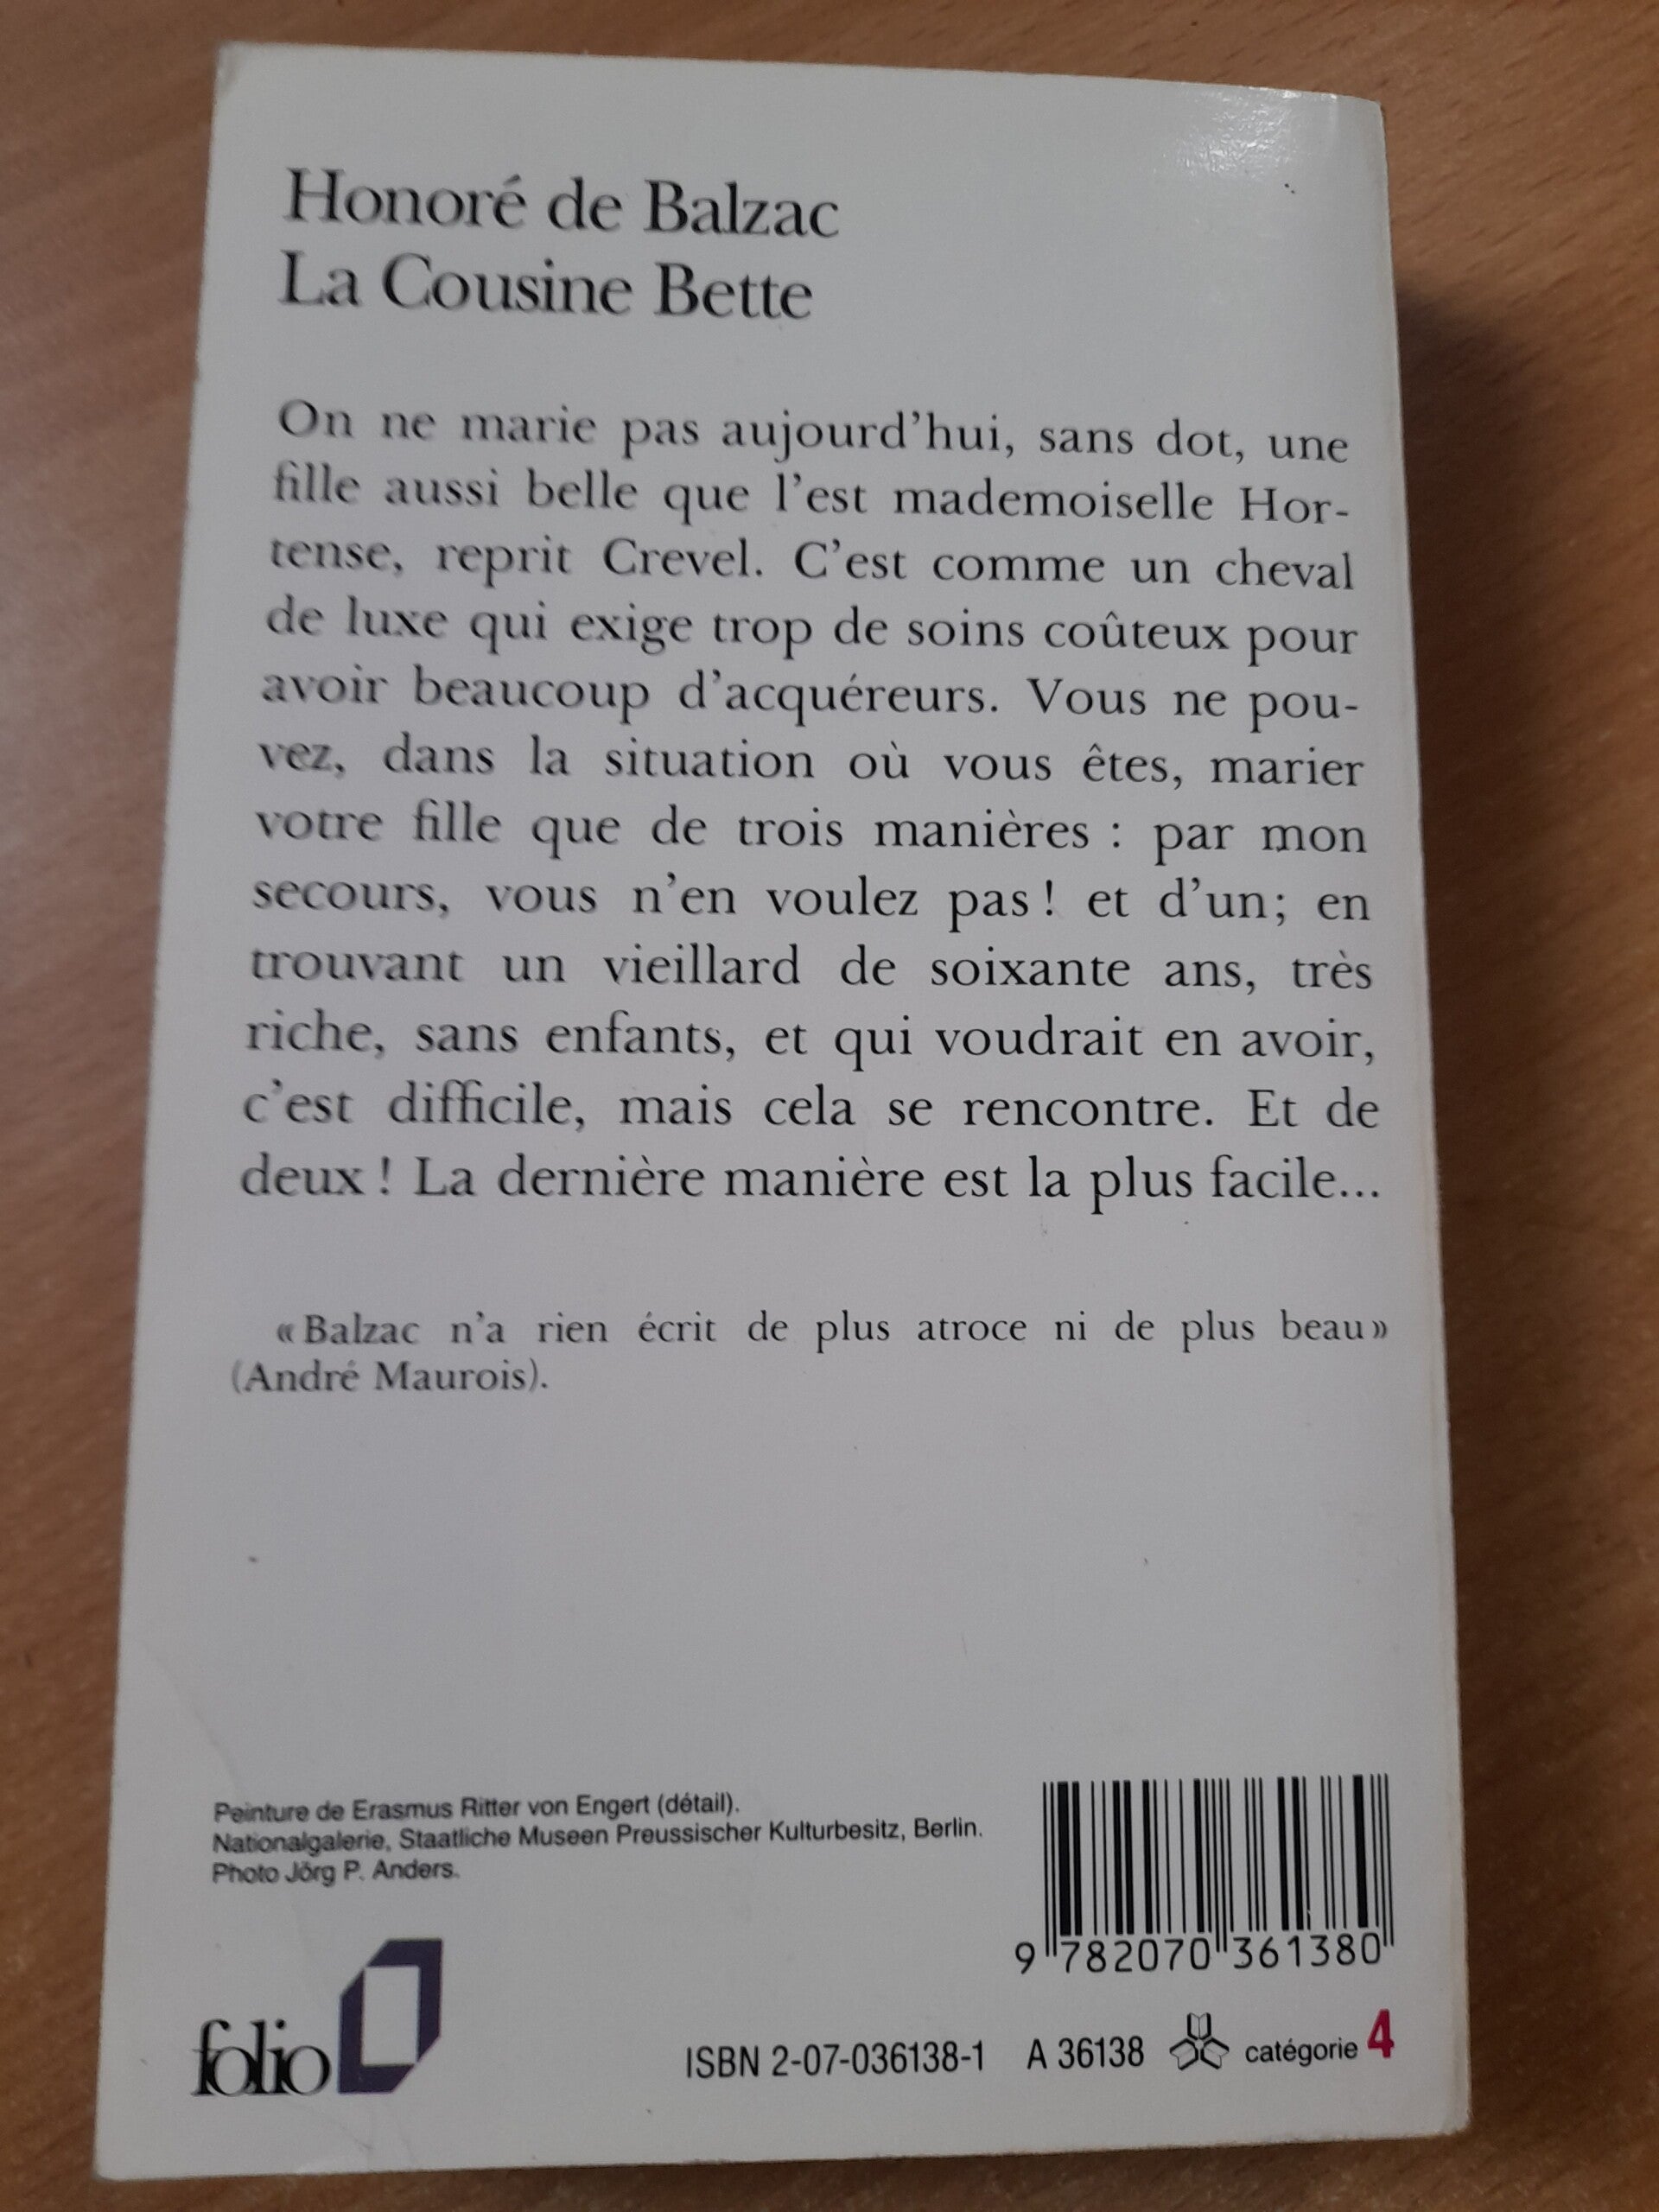 Honoré de Balzac
La Cousine Bette
On ne marie pas aujourd'hui, sans dot, une
fille aussi belle que l'est mademoiselle Hor-
tense, reprit Crevel. C'est comme un cheval
de luxe qui exige trop de soins coûteux pour
avoir beaucoup d'acquéreurs. Vous ne pou-
vez, dans la situation où vous êtes, marier
votre fille que de trois manières : par mon
secours, vous n'en voulez pas ! et d'un; en
trouvant un vieillard de soixante ans, très
riche, sans enfants, et qui voudrait en avoir,
c'est difficile, mais cela se rencontre. Et de
deux ! La dernière manière est la plus facile...
« Balzac n'a rien écrit de plus atroce ni de plus beau »
(André Maurois).
Peinture de Erasmus Ritter von Engert (détail).
Nationalgalerie, Staatliche Museen Preussischer Kulturbesitz, Berlin.
Photo Jörg P. Anders.
9 782070 361380
folio
ISBN 2-07-036138-1 A 36138 catégorie 4